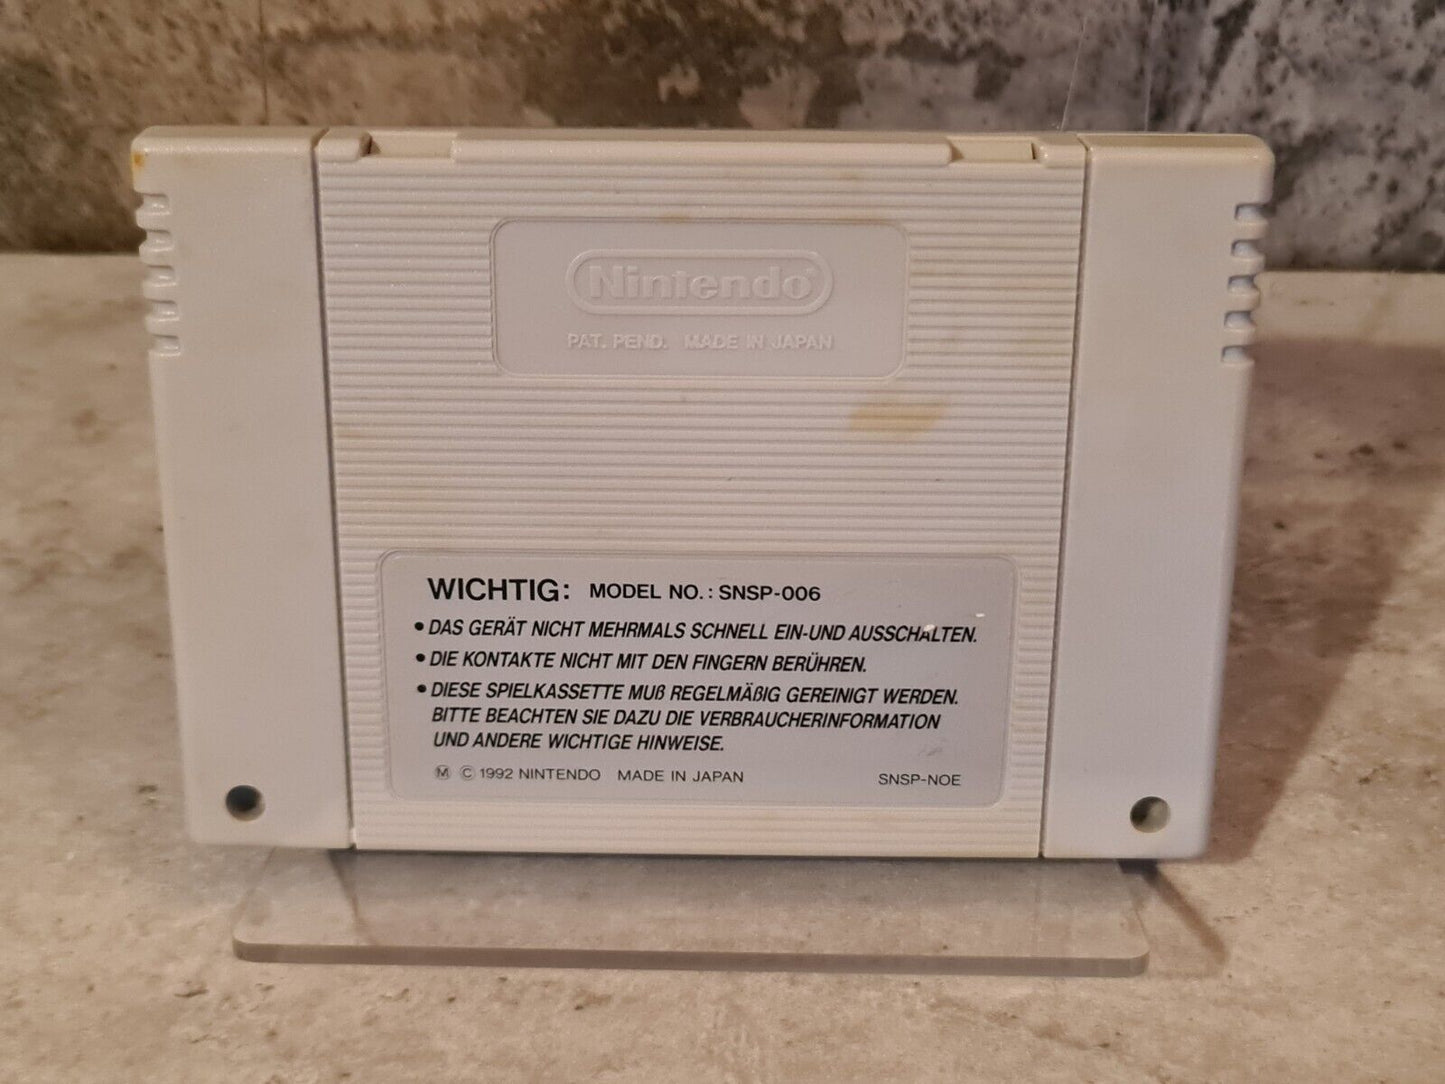 Nintendo®
PAT. PEND. MADE IN JAPAN
WICHTIG: MODEL NO.: SNSP-006
• DAS GERÄT NICHT MEHRMALS SCHNELL EIN-UND AUSSCHALTEN.
• DIE KONTAKTE NICHT MIT DEN FINGERN BERÜHREN.
• DIESE SPIELKASSETTE MUß REGELMÄßIG GEREINIGT WERDEN.
BITTE BEACHTEN SIE DAZU DIE VERBRAUCHERINFORMATION
UND ANDERE WICHTIGE HINWEISE.
Ⓜ © 1992 NINTENDO MADE IN JAPAN SNSP-NOE